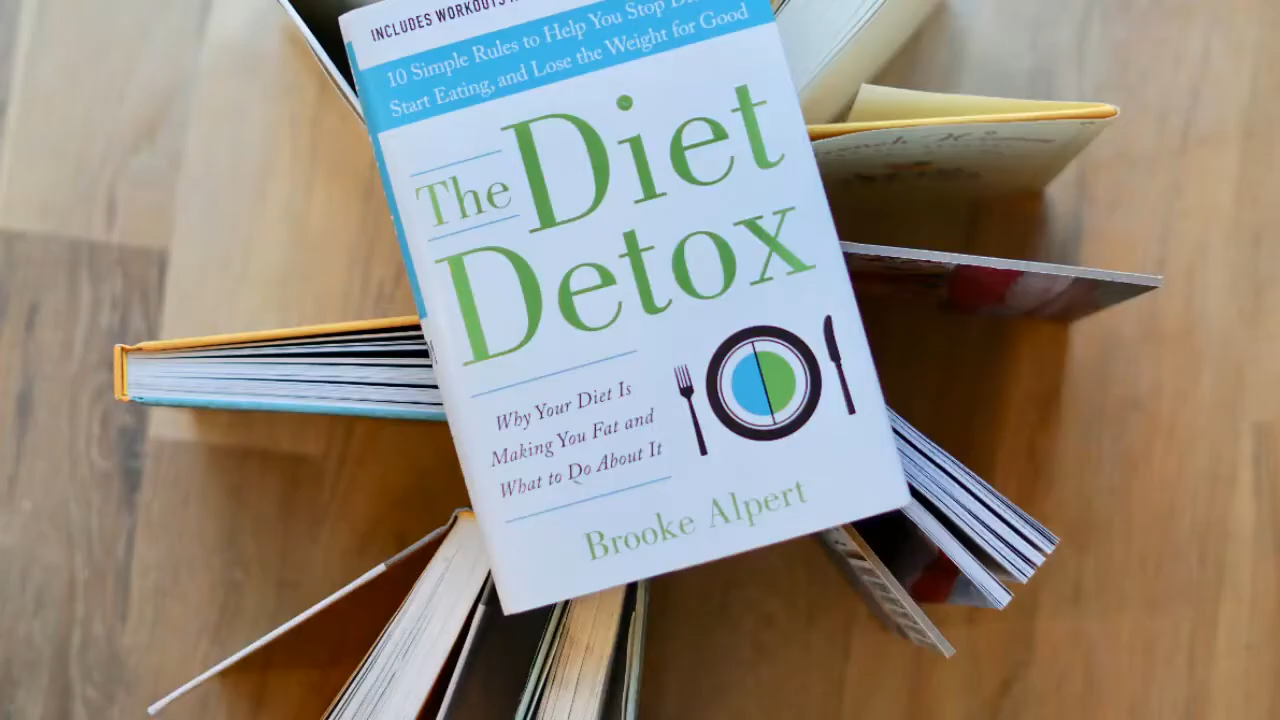 INCLUDES WORKOUTS
10 Simple Rules to Help You Stop
Start Eating, and Lose the Weight for Good
The Diet
Detox
Why Your Diet Is
Making You Fat and
What to Do About It
Brooke Alpert